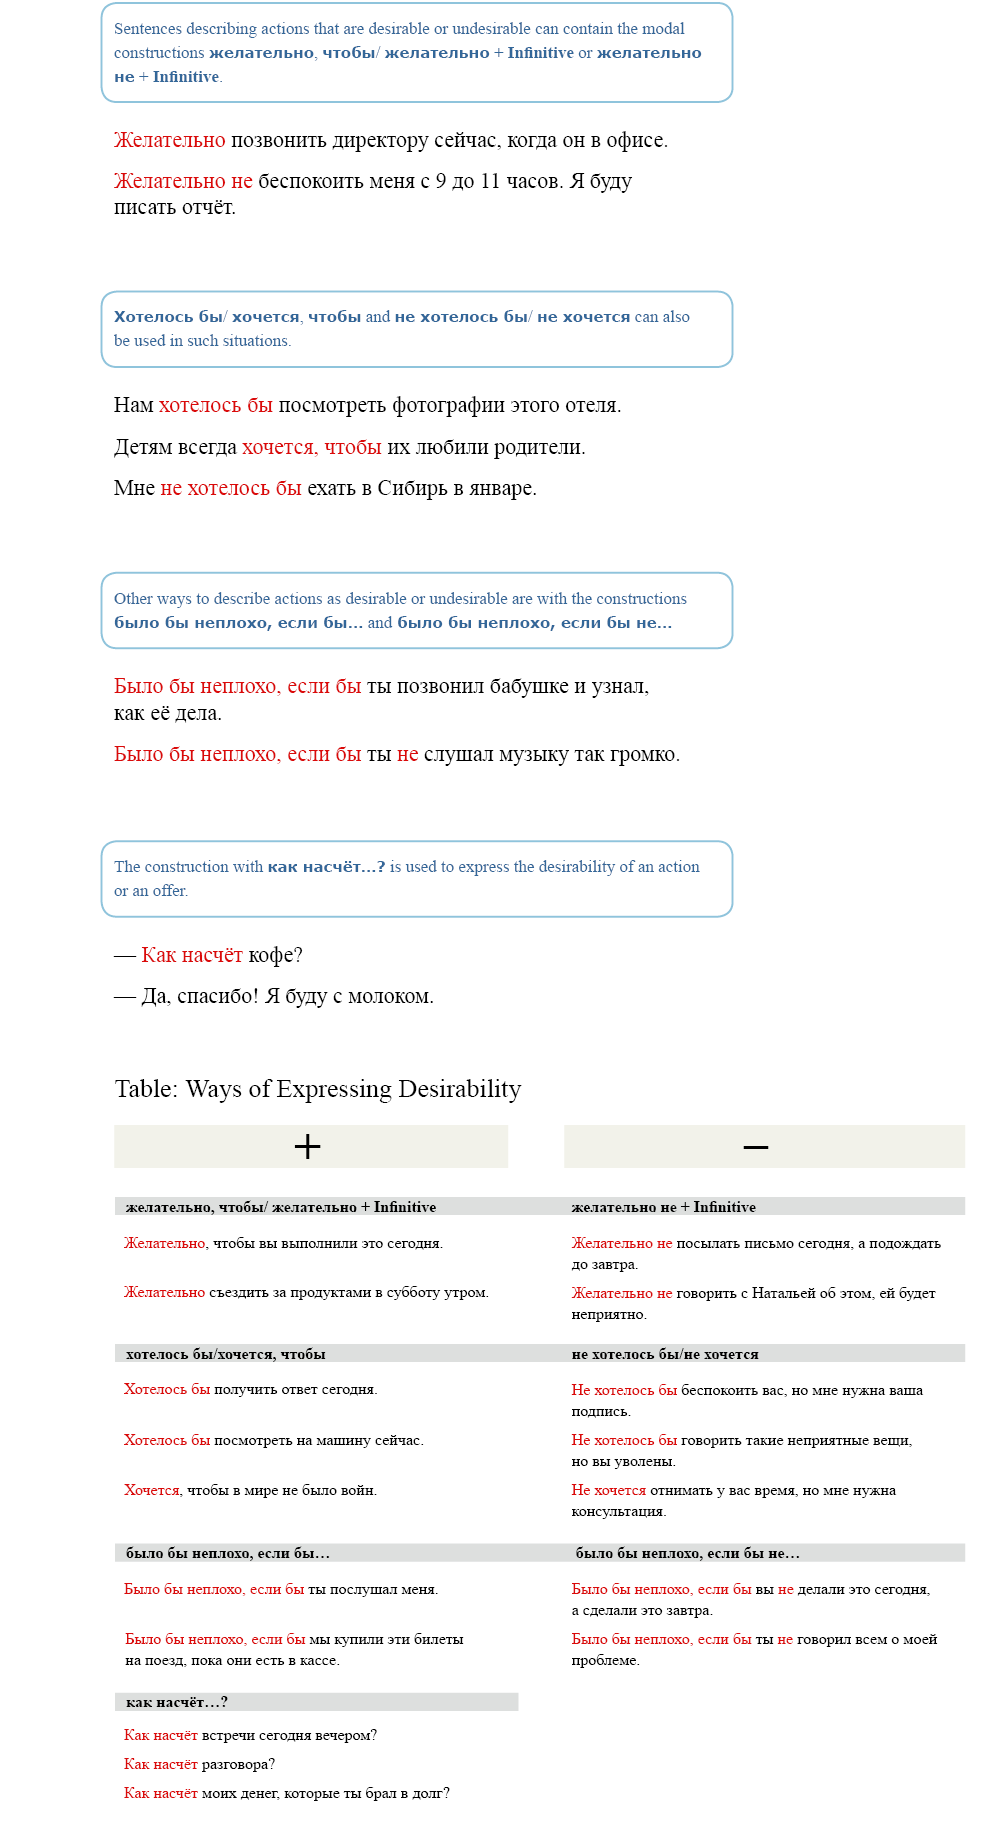 Sentences describing actions that are desirable or undesirable can contain the modal
constructions желательно, чтобы/ желательно + Infinitive or желательно
не + Infinitive.
Желательно позвонить директору сейчас, когда он в офисе.
Желательно не беспокоить меня с 9 до 11 часов. Я буду
писать отчёт.
Хотелось бы/ хочется, чтобы and не хотелось бы/ не хочется can also
be used in such situations.
Нам хотелось бы посмотреть фотографии этого отеля.
Детям всегда хочется, чтобы их любили родители.
Мне не хотелось бы ехать в Сибирь в январе.
Other ways to describe actions as desirable or undesirable are with the constructions
было бы неплохо, если бы... and было бы неплохо, если бы не...
Было бы неплохо, если бы ты позвонил бабушке и узнал,
как её дела.
Было бы неплохо, если бы ты не слушал музыку так громко.
The construction with как насчёт...? is used to express the desirability of an action
or an offer.
— Как насчёт кофе?
— Да, спасибо! Я буду с молоком.
Table: Ways of Expressing Desirability
+ –
желательно, чтобы/ желательно + Infinitive желательно не + Infinitive
Желательно, чтобы вы выполнили это сегодня. Желательно не посылать письмо сегодня, а подождать
до завтра.
Желательно съездить за продуктами в субботу утром. Желательно не говорить с Натальей об этом, ей будет
неприятно.
хотелось бы/хочется, чтобы не хотелось бы/не хочется
Хотелось бы получить ответ сегодня. Не хотелось бы беспокоить вас, но мне нужна ваша
подпись.
Хотелось бы посмотреть на машину сейчас. Не хотелось бы говорить такие неприятные вещи,
но вы уволены.
Хочется, чтобы в мире не было войн. Не хочется отнимать у вас время, но мне нужна
консультация.
было бы неплохо, если бы… было бы неплохо, если бы не…
Было бы неплохо, если бы ты послушал меня. Было бы неплохо, если бы вы не делали это сегодня,
а сделали это завтра.
Было бы неплохо, если бы мы купили эти билеты Было бы неплохо, если бы ты не говорил всем о моей
на поезд, пока они есть в кассе. проблеме.
как насчёт…?
Как насчёт встречи сегодня вечером?
Как насчёт разговора?
Как насчёт моих денег, которые ты брал в долг?